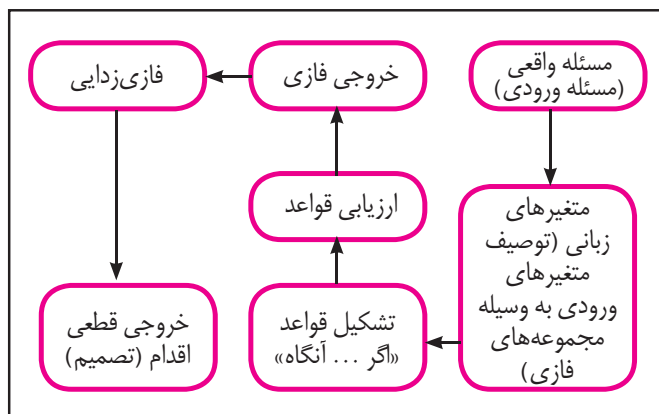 مسئله واقعی
(مسئله ورودی)
متغیرهای
زبانی (توصیف
متغیرهای
ورودی به وسیله
مجموعه‌های
فازی)
تشکیل قواعد
«اگر ... آنگاه»
ارزیابی قواعد
خروجی فازی
فازی‌زدایی
خروجی قطعی
اقدام (تصمیم)